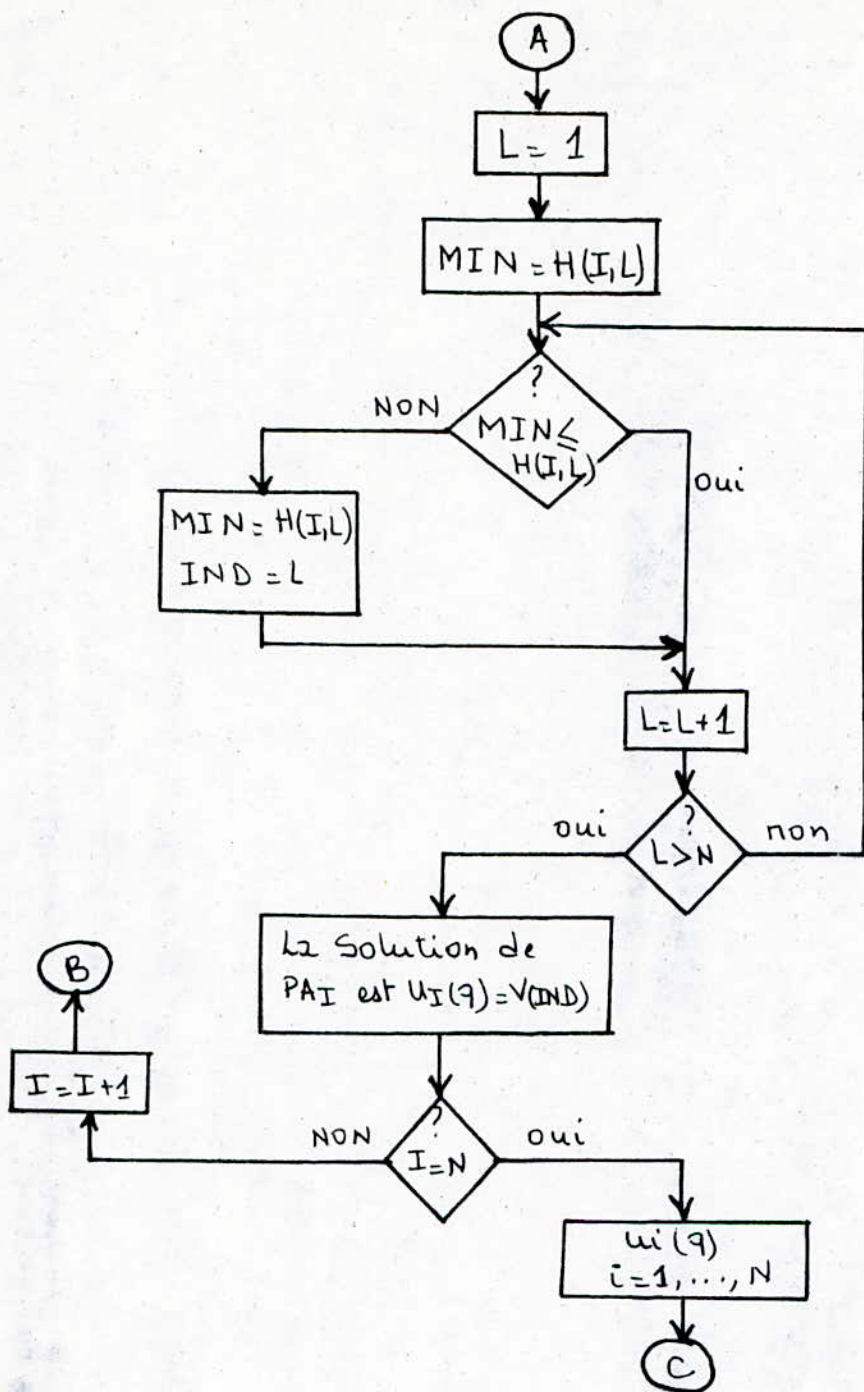 A
L = 1
MIN = H(I,L)
?
MIN ≤
H(I,L)
NON
oui
MIN = H(I,L)
IND = L
L = L+1
?
L>N
oui
non
La Solution de
PAI est UI(q) = V(IND)
B
I = I+1
?
I=N
NON
oui
ui(q)
i=1,..., N
C